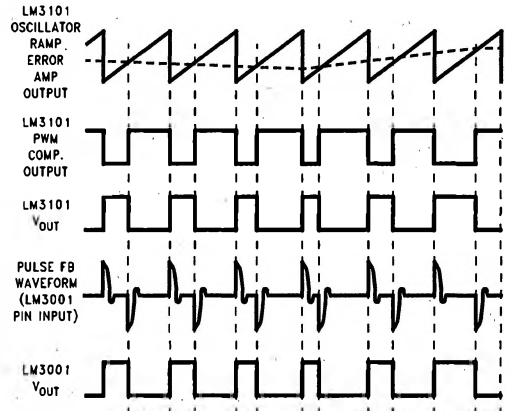 LM3101
OSCILLATOR
RAMP
ERROR
AMP
OUTPUT
LM3101
PWM
COMP.
OUTPUT
LM3101
VOUT
PULSE FB
WAVEFORM
(LM3001
PIN INPUT)
LM3001
VOUT